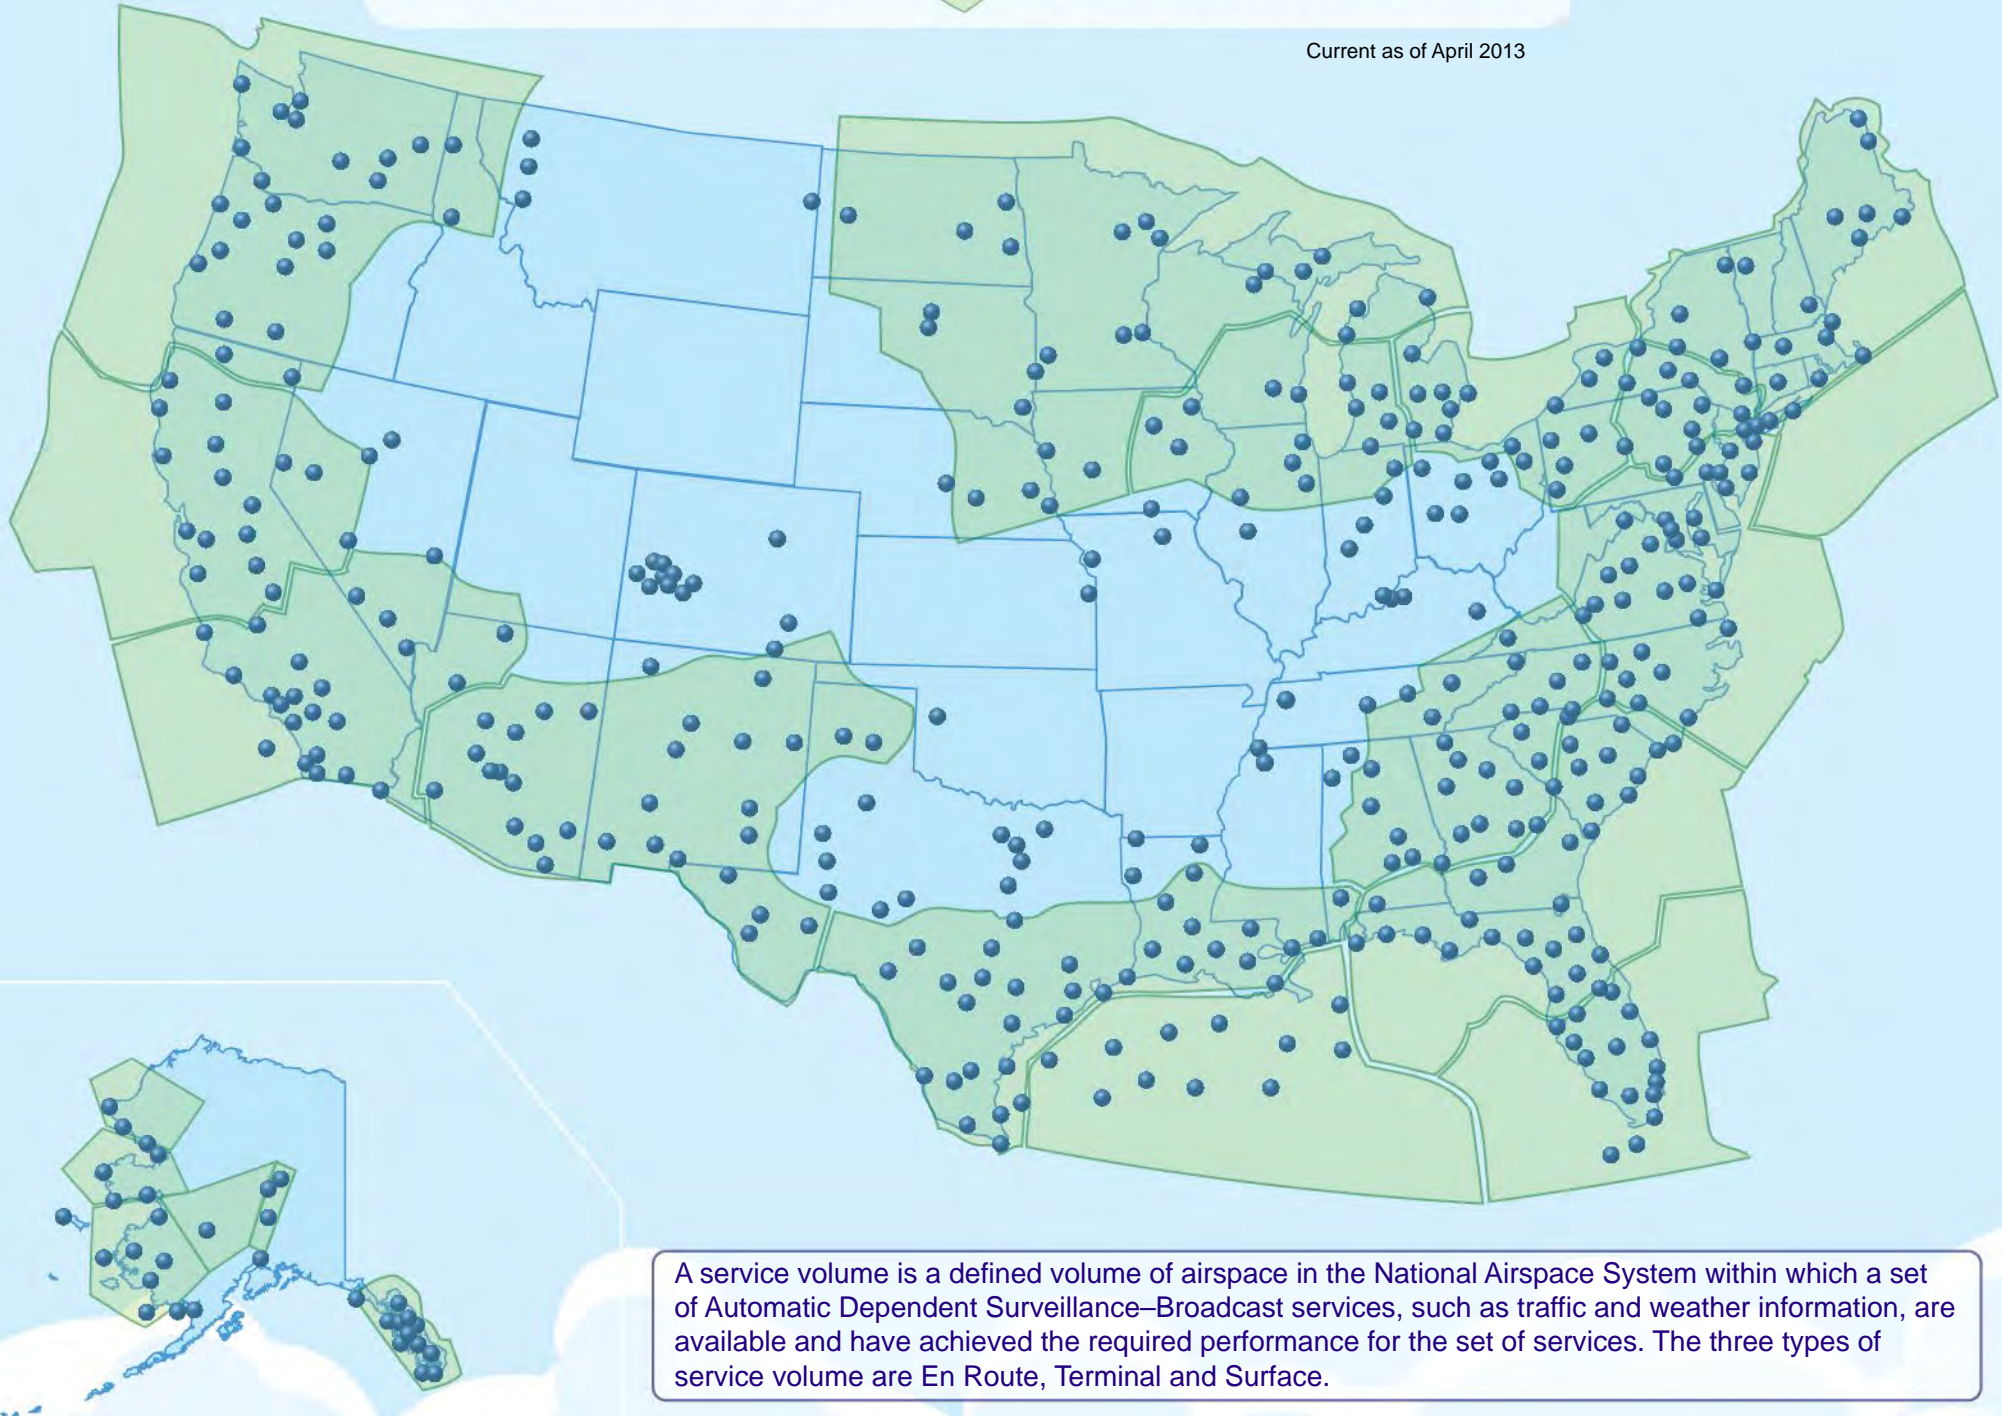 Current as of April 2013
A service volume is a defined volume of airspace in the National Airspace System within which a set
of Automatic Dependent Surveillance–Broadcast services, such as traffic and weather information, are
available and have achieved the required performance for the set of services. The three types of
service volume are En Route, Terminal and Surface.